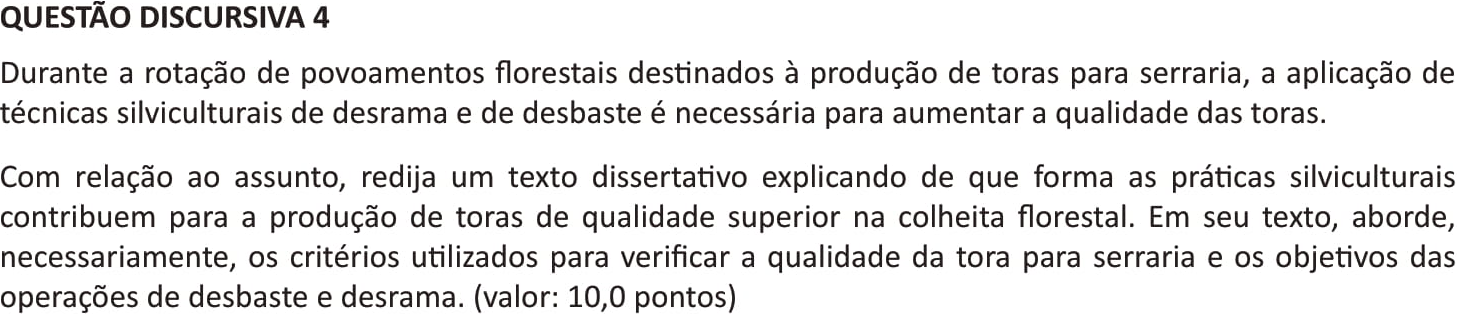 QUESTÃO DISCURSIVA 4
Durante a rotação de povoamentos florestais destinados à produção de toras para serraria, a aplicação de
técnicas silviculturais de desrama e de desbaste é necessária para aumentar a qualidade das toras.
Com relação ao assunto, redija um texto dissertativo explicando de que forma as práticas silviculturais
contribuem para a produção de toras de qualidade superior na colheita florestal. Em seu texto, aborde,
necessariamente, os critérios utilizados para verificar a qualidade da tora para serraria e os objetivos das
operações de desbaste e desrama. (valor: 10,0 pontos)